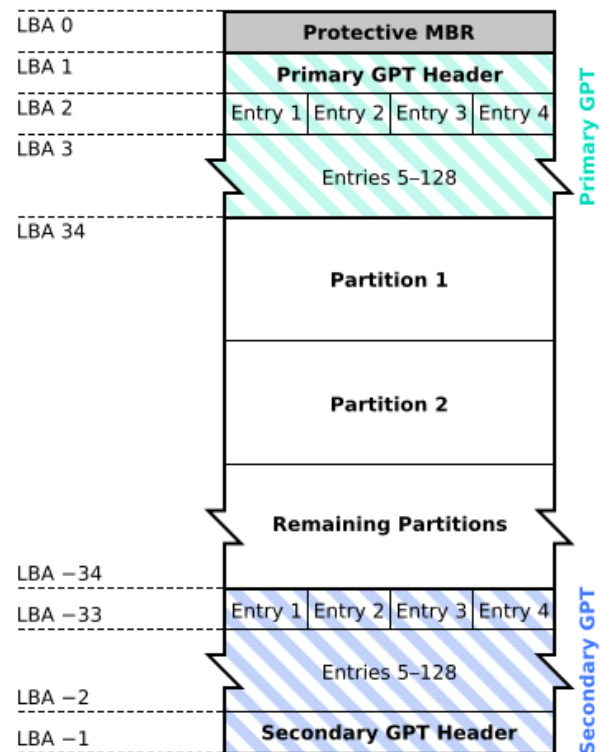 LBA 0
Protective MBR
LBA 1
Primary GPT Header
LBA 2
Entry 1 Entry 2 Entry 3 Entry 4
LBA 3
Entries 5–128
Primary GPT
LBA 34
Partition 1
Partition 2
Remaining Partitions
LBA −34
LBA −33
Entry 1 Entry 2 Entry 3 Entry 4
Entries 5–128
LBA −2
Secondary GPT Header
LBA −1
Secondary GPT